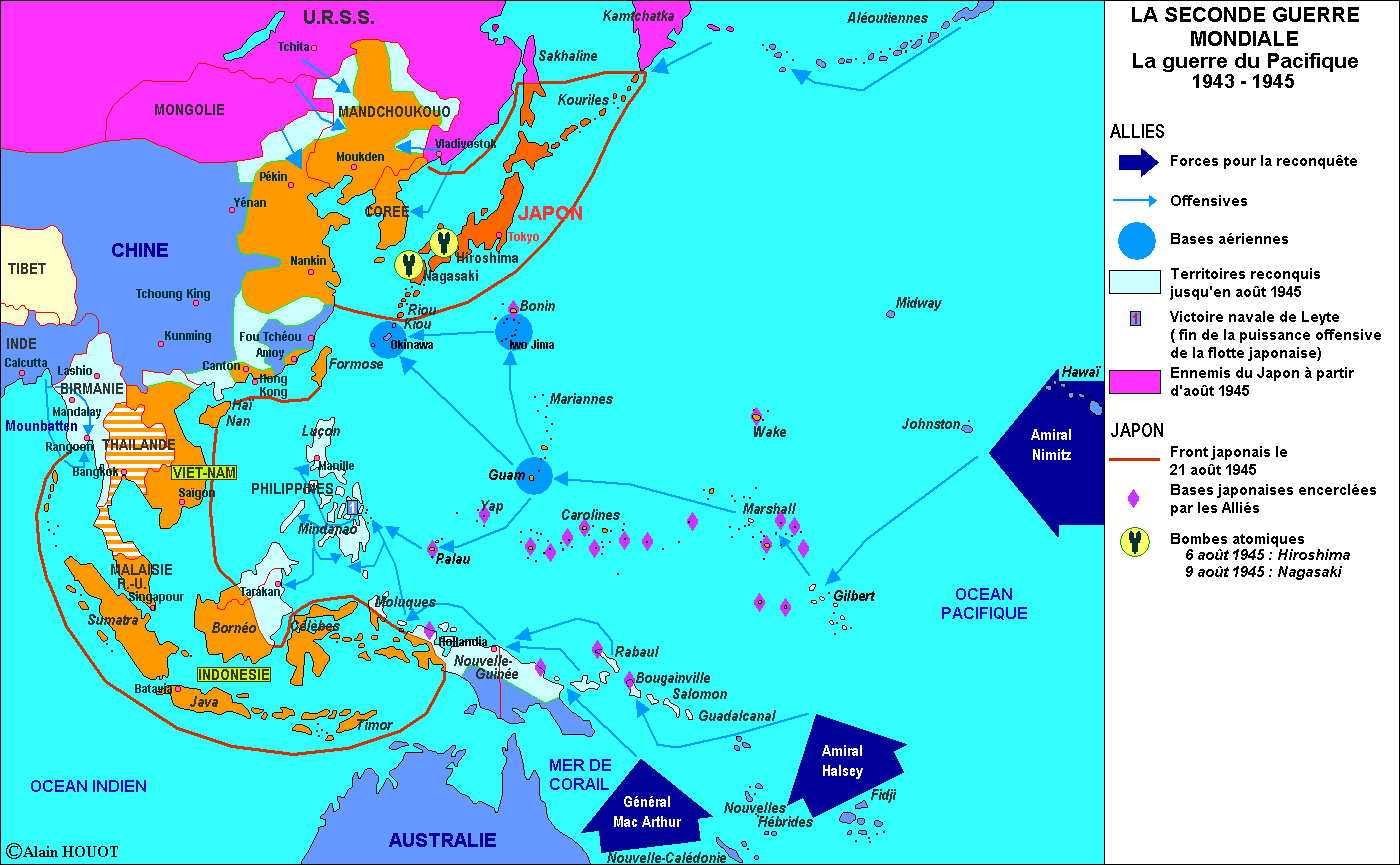 LA SECONDE GUERRE
MONDIALE
La guerre du Pacifique
1943 - 1945
ALLIES
Forces pour la reconquête
Offensives
Bases aériennes
Territoires reconquis
jusqu'en août 1945
1
Victoire navale de Leyte
( fin de la puissance offensive
de la flotte japonaise)
Ennemis du Japon à partir
d'août 1945
JAPON
Front japonais le
21 août 1945
Bases japonaises encerclées
par les Alliés
Bombes atomiques
6 août 1945 : Hiroshima
9 août 1945 : Nagasaki
U.R.S.S.
Kamtchatka
Aléoutiennes
Tchita
Sakhaline
MONGOLIE
MANDCHOUKOUO
Kouriles
Vladivostok
Moukden
Pékin
Yénan
COREE
JAPON
Tokyo
CHINE
Hiroshima
Nagasaki
TIBET
Nankin
Tchoung King
Riou
Kiou
Bonin
Midway
Kunming
Fou Tchéou
Amoy
Okinawa
Iwo Jima
INDE
Calcutta
Lashio
Canton
Formose
Hong
Kong
Hawaï
BIRMANIE
Mandalay
Haï
Nan
Mariannes
Mounbatten
Rangoon
THAILANDE
Luçon
Wake
Johnston
Amiral
Nimitz
Bangkok
VIET-NAM
Manille
Guam
Saïgon
PHILIPPINES
1
Yap
Carolines
Marshall
Mindanao
Palau
MALAISIE
R.-U.
Singapour
Tarakan
Gilbert
OCEAN
PACIFIQUE
Sumatra
Bornéo
Célèbes
Moluques
Hollandia
Rabaul
Nouvelle-
Guinée
INDONESIE
Bougainville
Salomon
Batavia
Java
Guadalcanal
Timor
MER DE
CORAIL
Amiral
Halsey
OCEAN INDIEN
Général
Mac Arthur
Nouvelles
Hébrides
Fidji
AUSTRALIE
Nouvelle-Calédonie
©Alain HOUOT